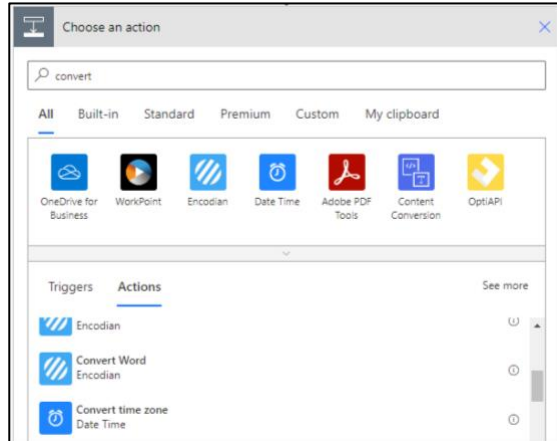 Choose an action
convert
All Built-in Standard Premium Custom My clipboard
OneDrive for Business WorkPoint Encodian Date Time Adobe PDF Tools Content Conversion OptiAPI
Triggers Actions See more
Encodian
Convert Word
Encodian
Convert time zone
Date Time